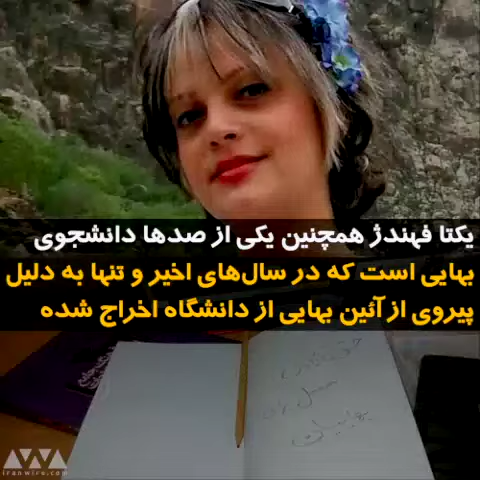 یکتا فهندژ همچنین یکی از صدها دانشجوی
بهایی است که در سال‌های اخیر و تنها به دلیل
پیروی از آئین بهایی از دانشگاه اخراج شده
iranwire.com